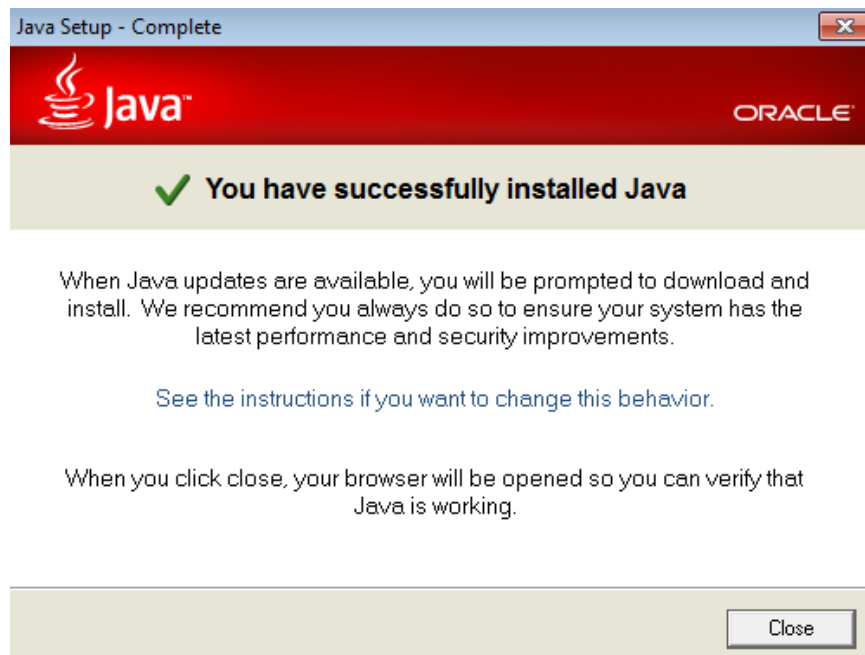 Java Setup - Complete
Java™
ORACLE
You have successfully installed Java
When Java updates are available, you will be prompted to download and
install. We recommend you always do so to ensure your system has the
latest performance and security improvements.
See the instructions if you want to change this behavior.
When you click close, your browser will be opened so you can verify that
Java is working.
Close